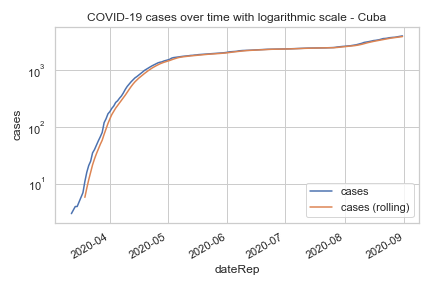 COVID-19 cases over time with logarithmic scale - Cuba
10³
10²
10¹
cases
cases
cases (rolling)
2020-04
2020-05
2020-06
2020-07
2020-08
2020-09
dateRep